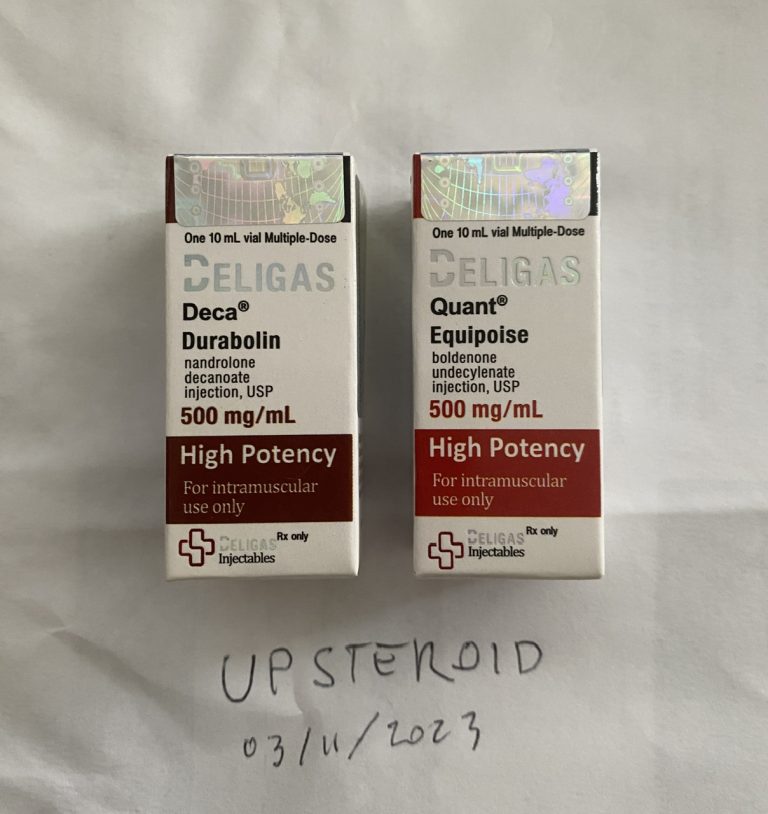 One 10 mL vial Multiple-Dose
DELIGAS
Deca®
Durabolin
nandrolone
decanoate
injection, USP
500 mg/mL
High Potency
For intramuscular
use only
DELIGAS Rx only
Injectables
One 10 mL vial Multiple-Dose
DELIGAS
Quant®
Equipoise
boldenone
undecylenate
injection, USP
500 mg/mL
High Potency
For intramuscular
use only
DELIGAS Rx only
Injectables
UPSTEROID
03/11/2023